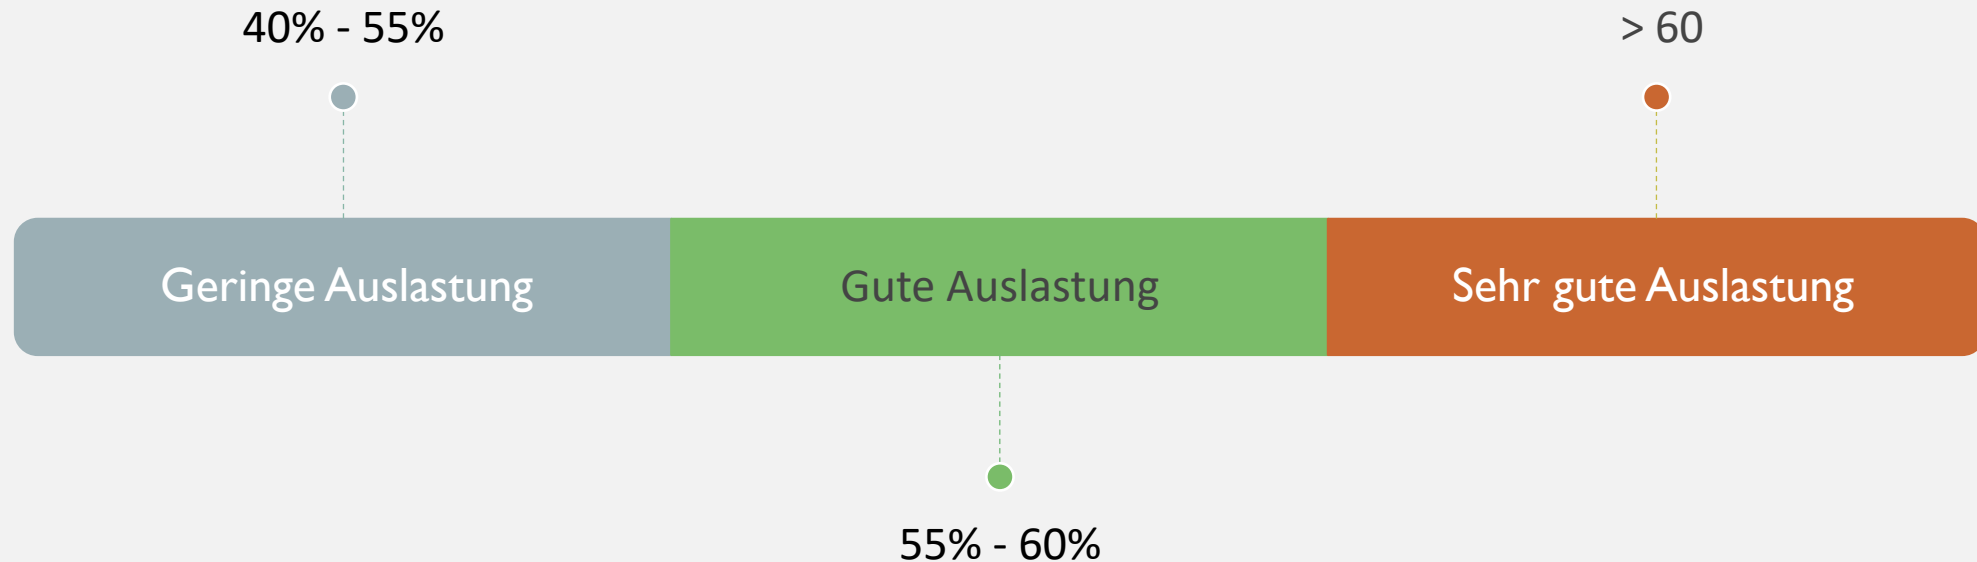 40% - 55%
> 60
Geringe Auslastung
Gute Auslastung
Sehr gute Auslastung
55% - 60%